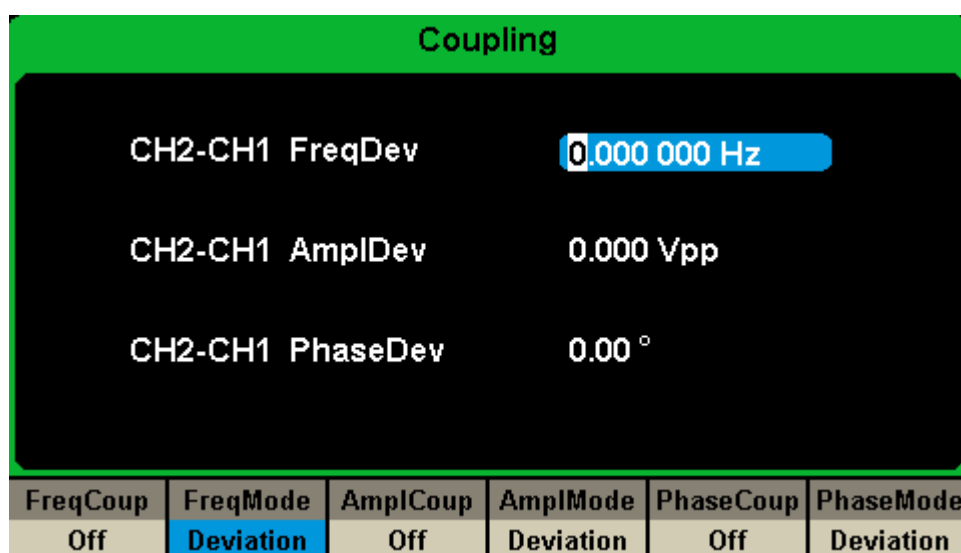 Coupling
CH2-CH1 FreqDev 0.000 000 Hz
CH2-CH1 AmplDev 0.000 Vpp
CH2-CH1 PhaseDev 0.00 °
FreqCoup FreqMode AmplCoup AmplMode PhaseCoup PhaseMode
Off Deviation Off Deviation Off Deviation